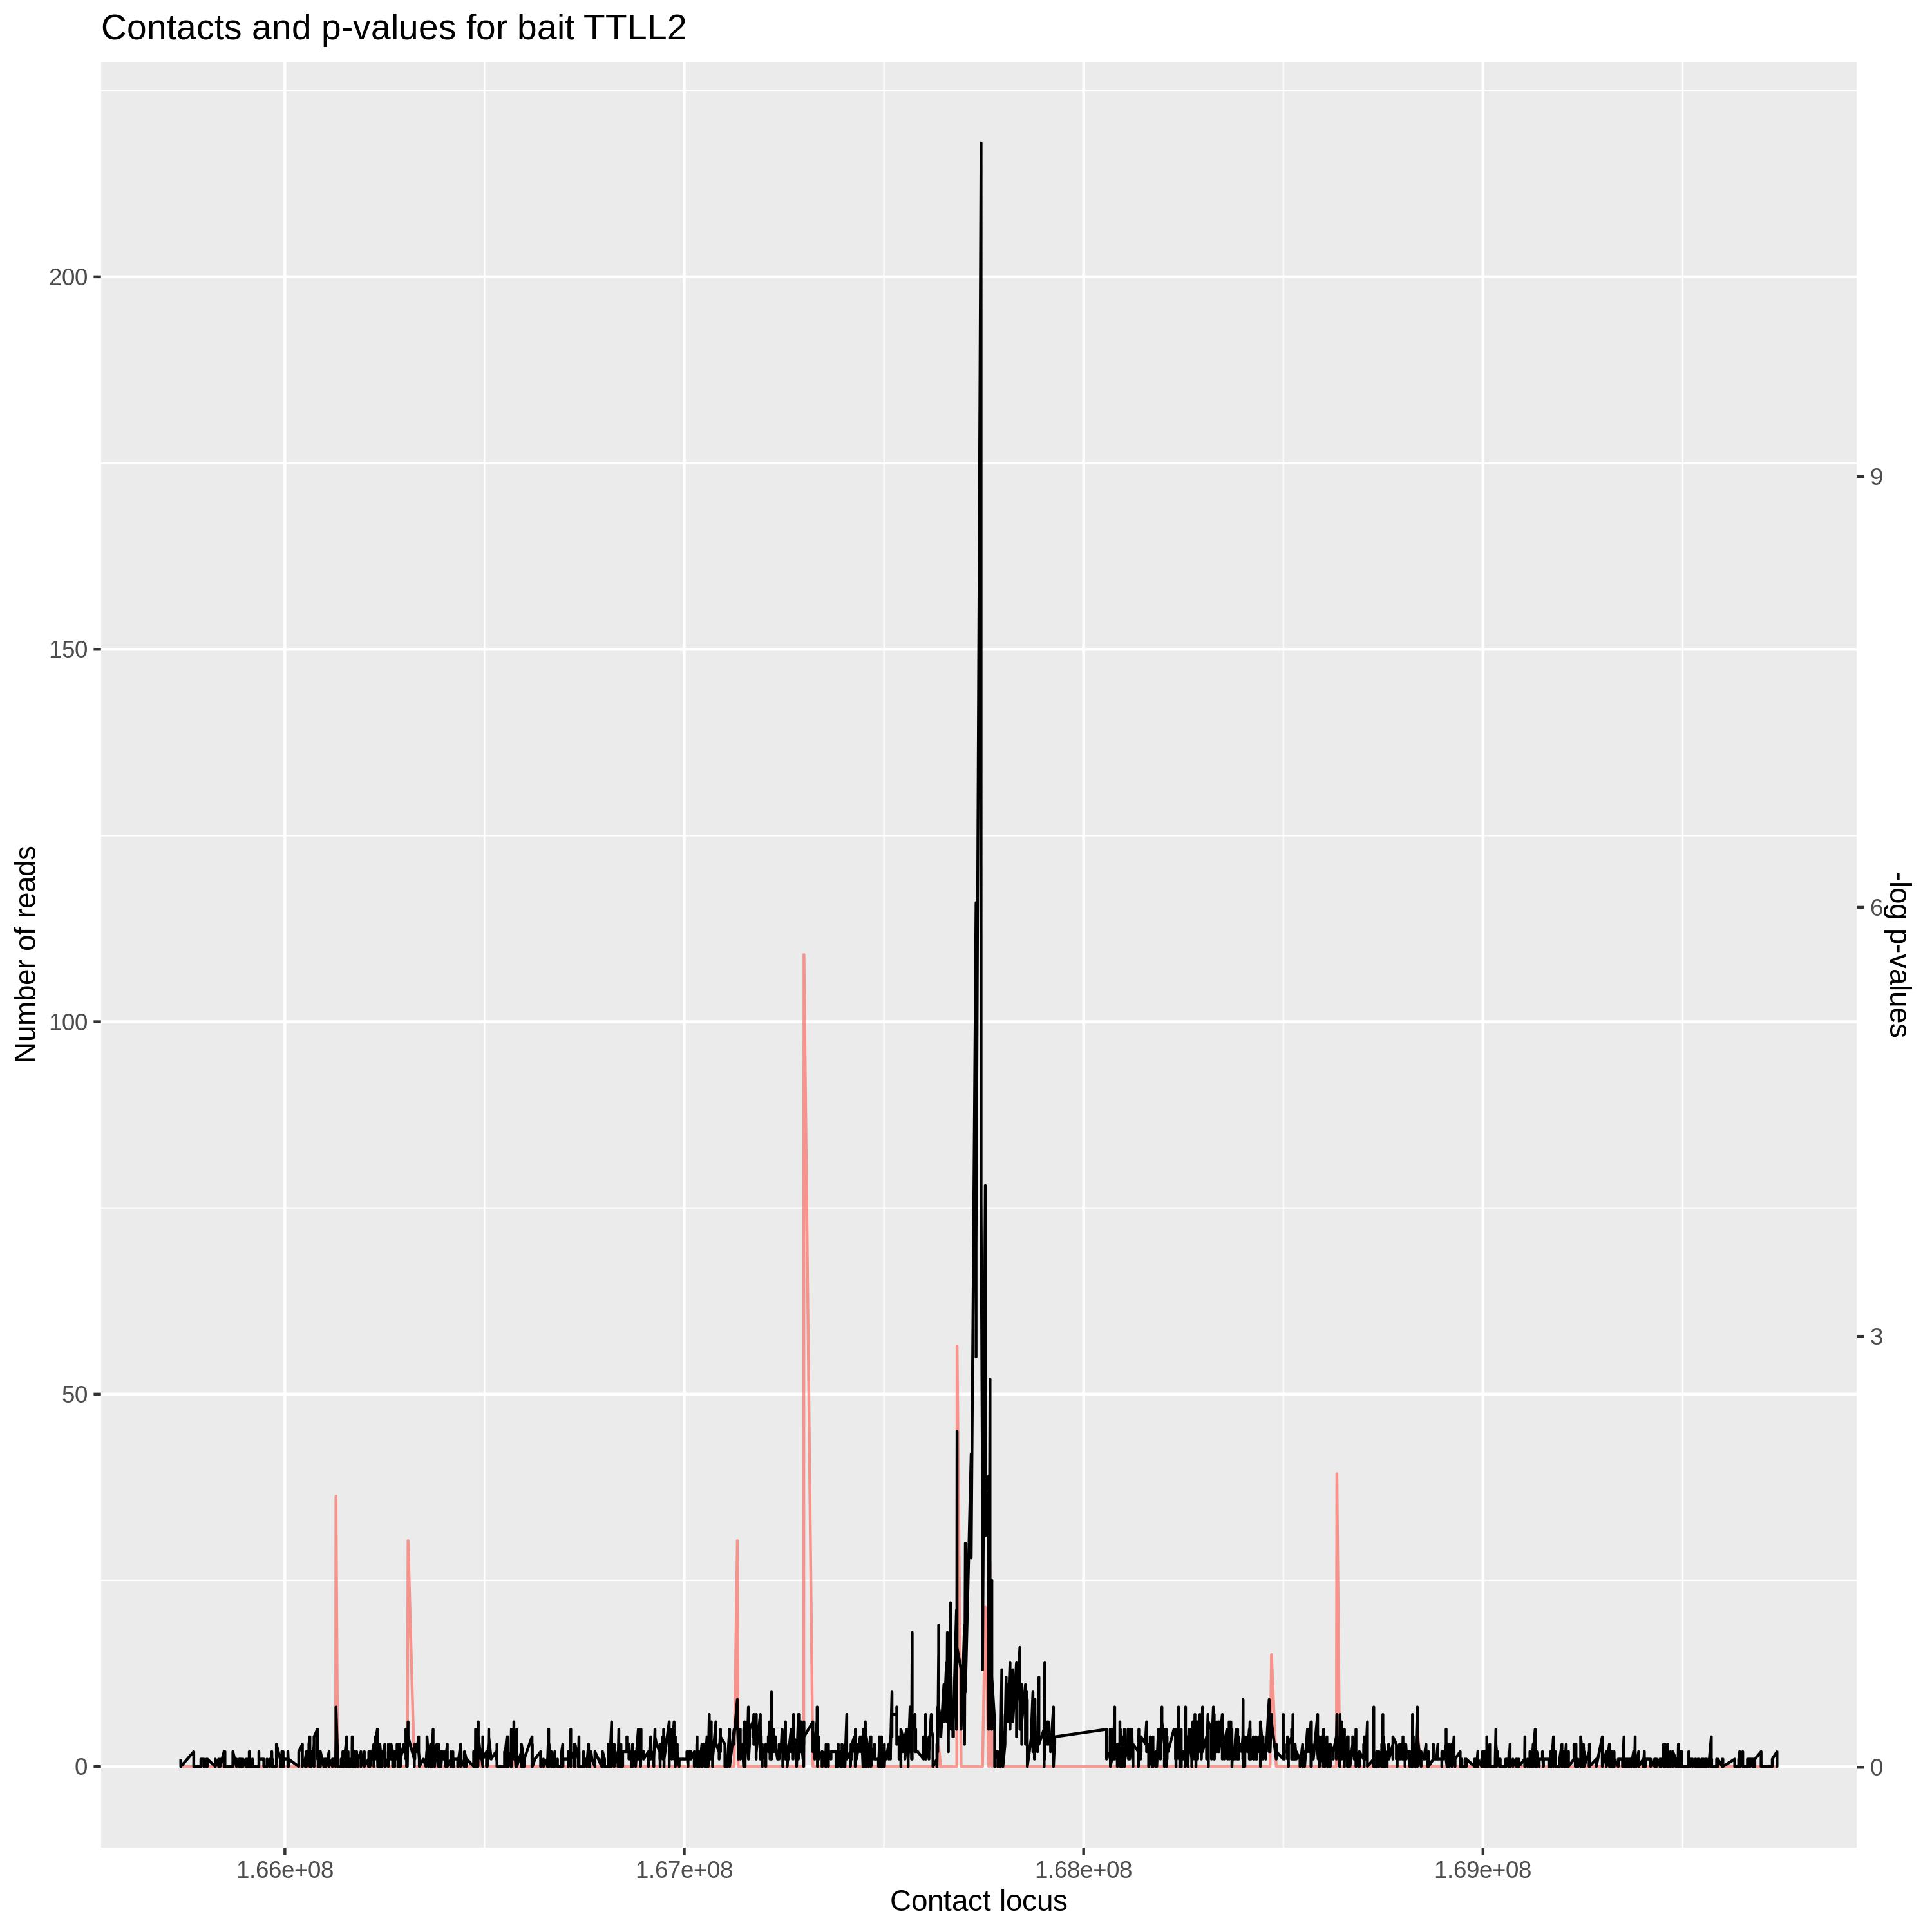 Contacts and p-values for bait TTLL2
200
150
100
50
0
Number of reads
9
6
3
0
-log p-values
1.66e+08
1.67e+08
1.68e+08
1.69e+08
Contact locus